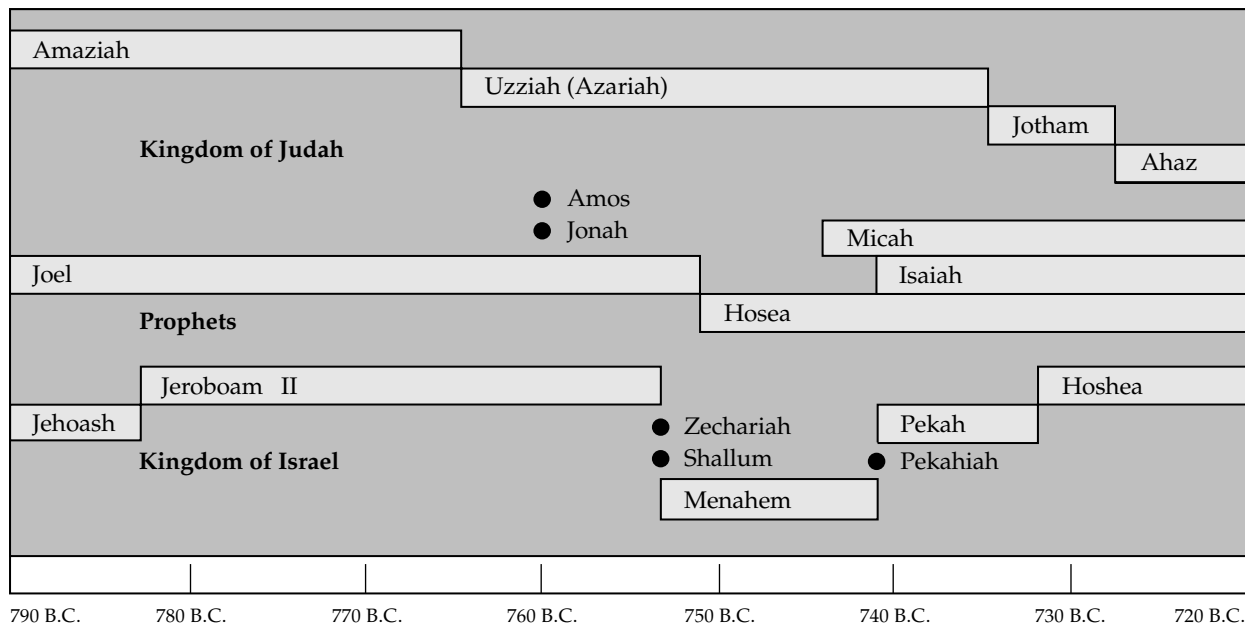 Amaziah
Uzziah (Azariah)
Jotham
Kingdom of Judah
Ahaz
Amos
Jonah
Micah
Joel
Isaiah
Hosea
Prophets
Jeroboam II
Hoshea
Jehoash
Zechariah
Pekah
Kingdom of Israel
Shallum
Pekahiah
Menahem
790 B.C. 780 B.C. 770 B.C. 760 B.C. 750 B.C. 740 B.C. 730 B.C. 720 B.C.